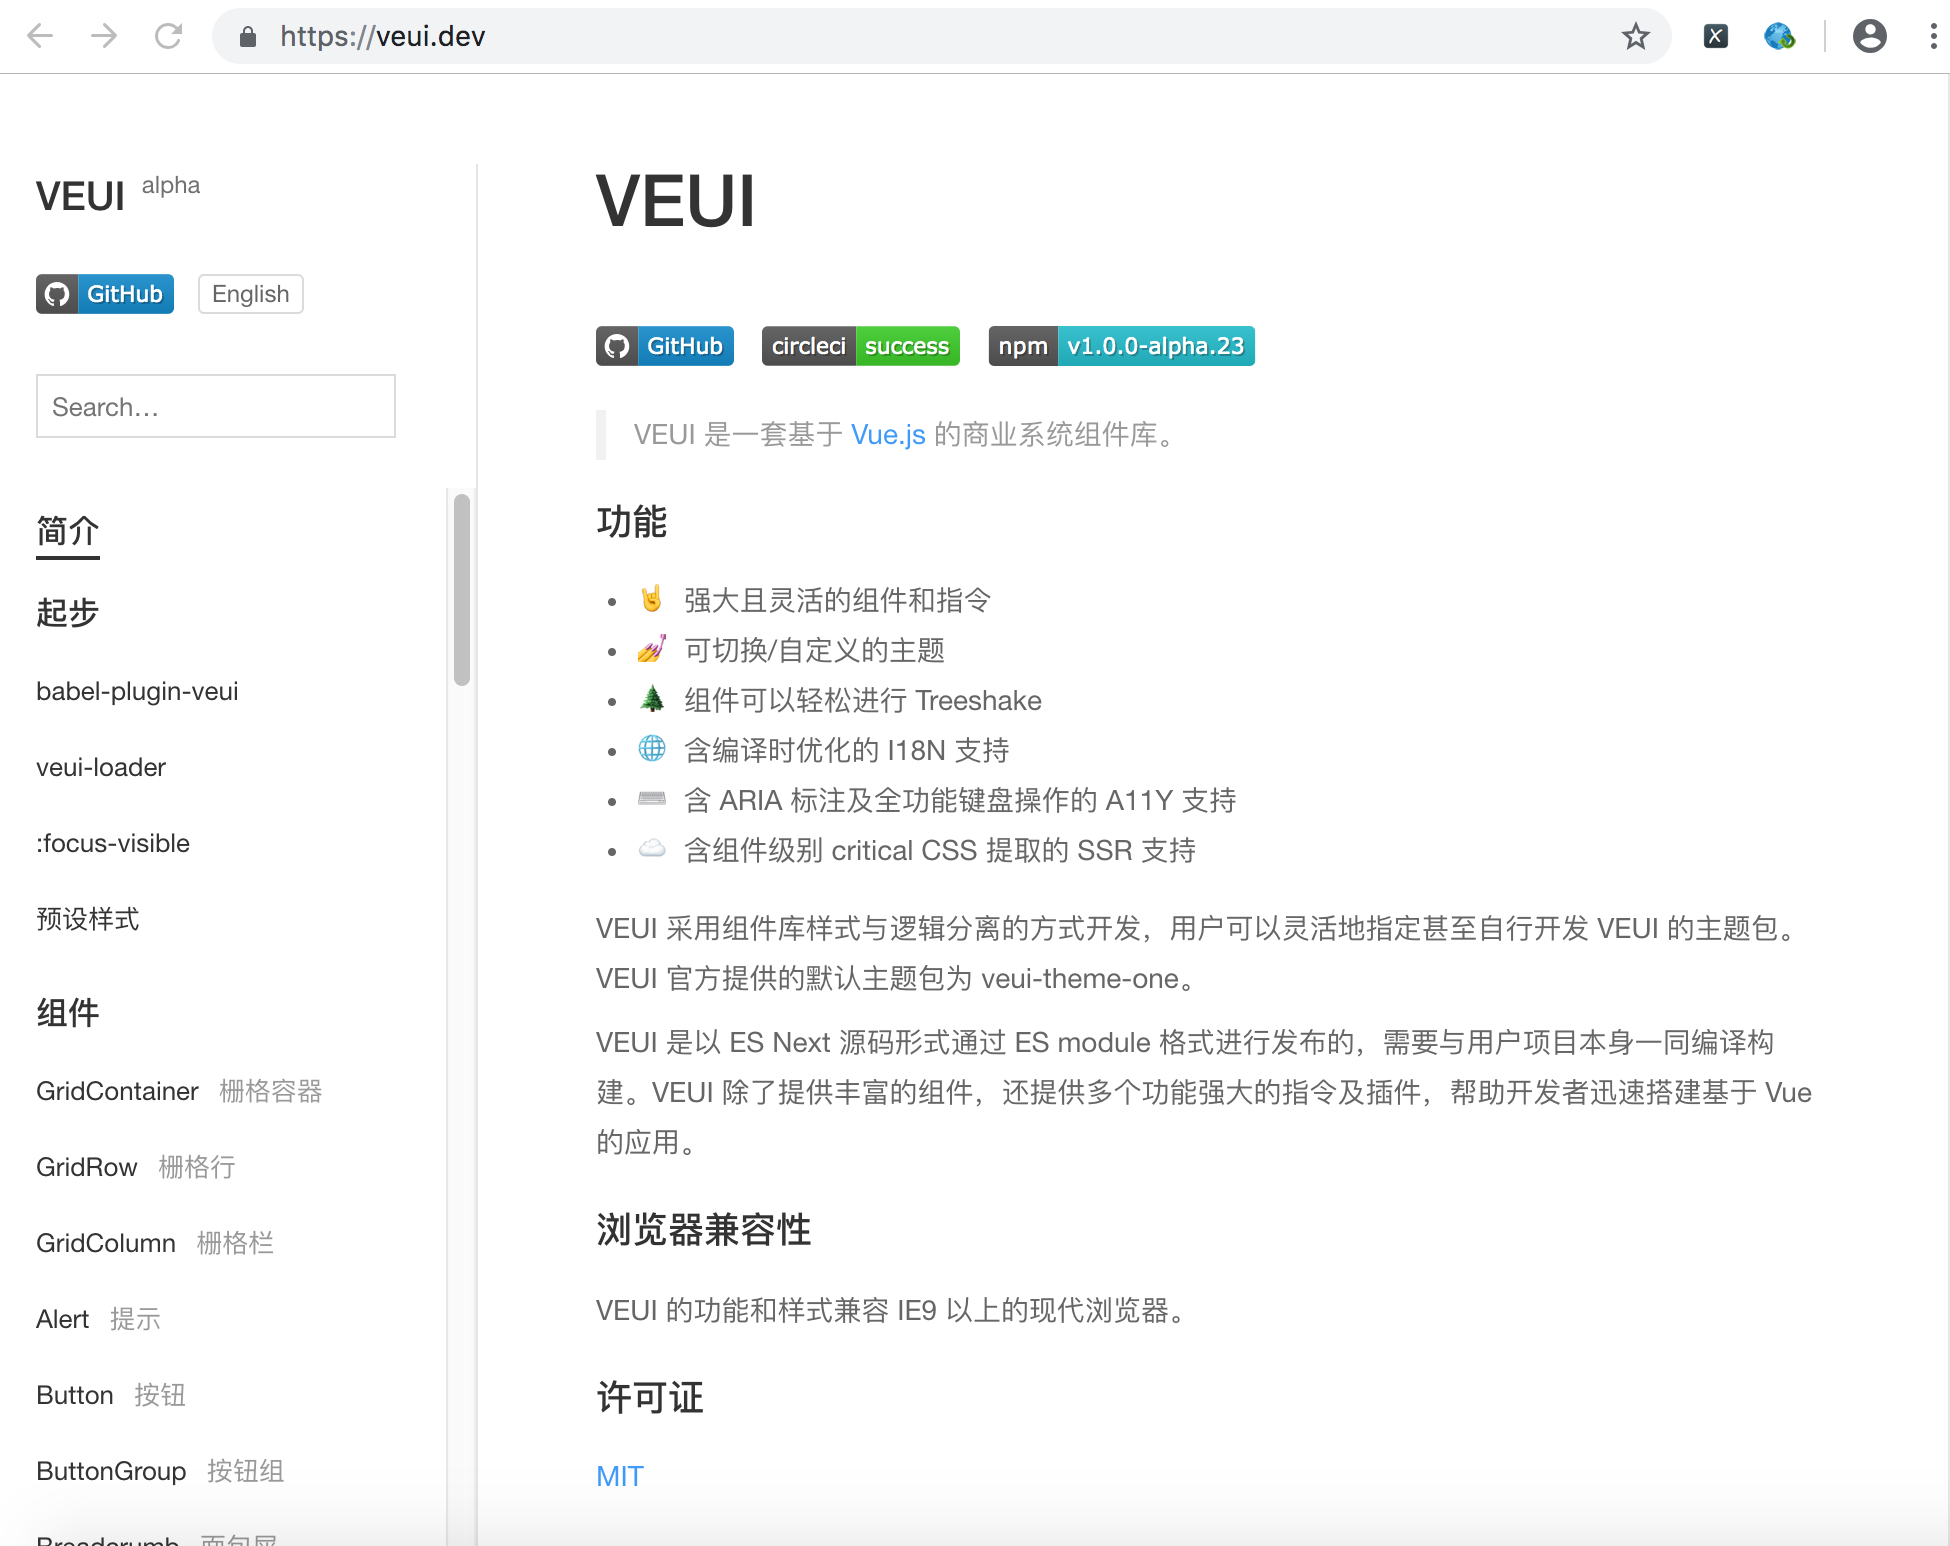 https://veui.dev
VEUI alpha
GitHub English
Search…
简介
起步
babel-plugin-veui
veui-loader
:focus-visible
预设样式
组件
GridContainer 栅格容器
GridRow 栅格行
GridColumn 栅格栏
Alert 提示
Button 按钮
ButtonGroup 按钮组
Breadcrumb 面包屑
VEUI
GitHub circleci success npm v1.0.0-alpha.23
VEUI 是一套基于 Vue.js 的商业系统组件库。
功能
• 🤘 强大且灵活的组件和指令
• 💅 可切换/自定义的主题
• 🌲 组件可以轻松进行 Treeshake
• 🌐 含编译时优化的 I18N 支持
• ⌨️ 含 ARIA 标注及全功能键盘操作的 A11Y 支持
• ☁️ 含组件级别 critical CSS 提取的 SSR 支持
VEUI 采用组件库样式与逻辑分离的方式开发，用户可以灵活地指定甚至自行开发 VEUI 的主题包。
VEUI 官方提供的默认主题包为 veui-theme-one。
VEUI 是以 ES Next 源码形式通过 ES module 格式进行发布的，需要与用户项目本身一同编译构
建。VEUI 除了提供丰富的组件，还提供多个功能强大的指令及插件，帮助开发者迅速搭建基于 Vue
的应用。
浏览器兼容性
VEUI 的功能和样式兼容 IE9 以上的现代浏览器。
许可证
MIT